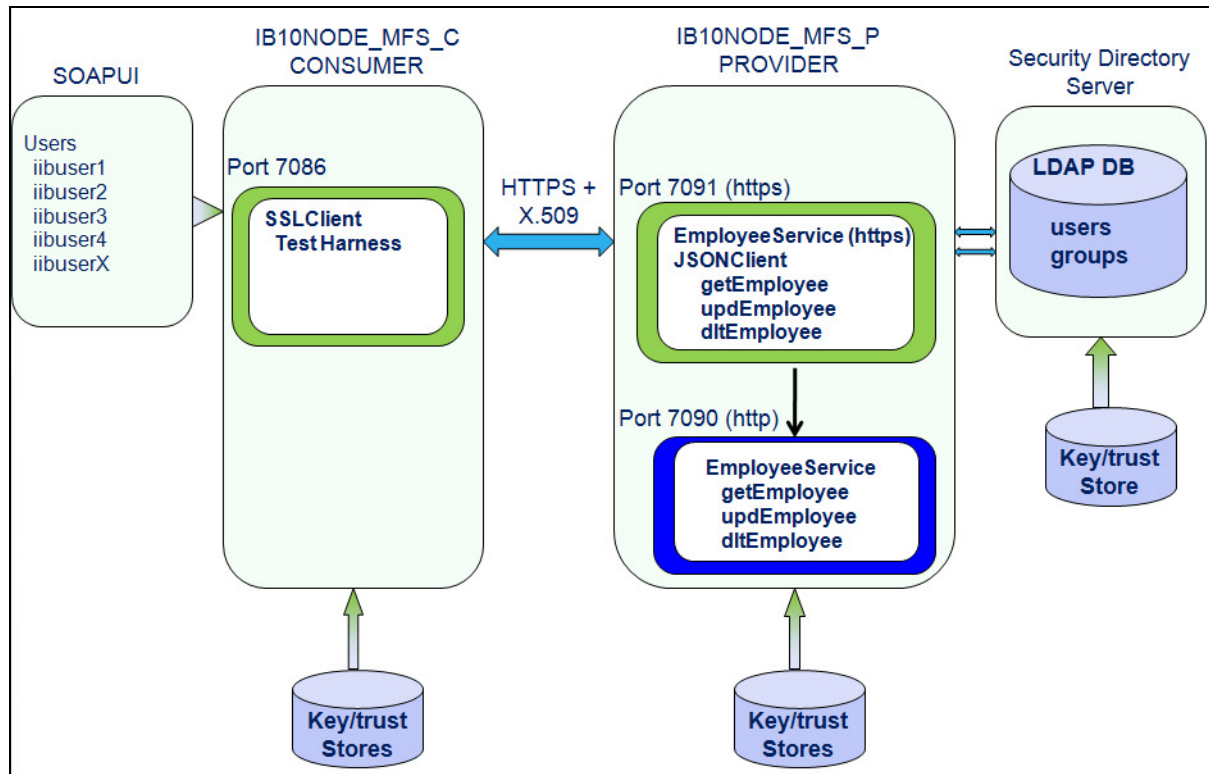 SOAPUI
Users
iibuser1
iibuser2
iibuser3
iibuser4
iibuserX
IB10NODE_MFS_C
CONSUMER
Port 7086
SSLClient
Test Harness
HTTPS +
X.509
IB10NODE_MFS_P
PROVIDER
Port 7091 (https)
EmployeeService (https)
JSONClient
getEmployee
updEmployee
dltEmployee
Port 7090 (http)
EmployeeService
getEmployee
updEmployee
dltEmployee
Security Directory
Server
LDAP DB
users
groups
Key/trust
Store
Key/trust
Stores
Key/trust
Stores